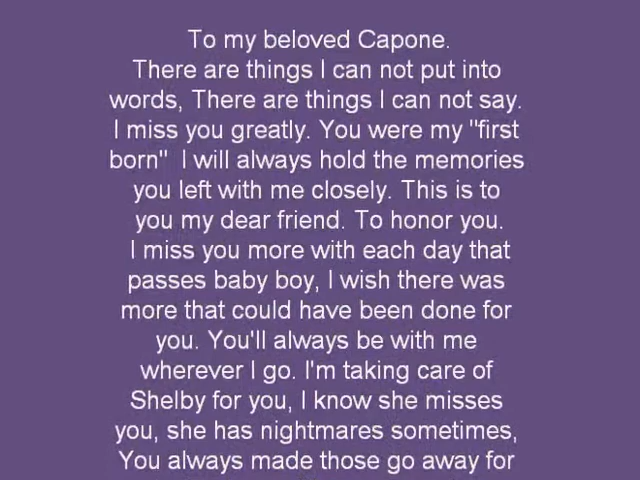 To my beloved Capone.
There are things I can not put into
words, There are things I can not say.
I miss you greatly. You were my "first
born"  I will always hold the memories
you left with me closely. This is to
you my dear friend. To honor you.
I miss you more with each day that
passes baby boy, I wish there was
more that could have been done for
you. You'll always be with me
wherever I go. I'm taking care of
Shelby for you, I know she misses
you, she has nightmares sometimes,
You always made those go away for